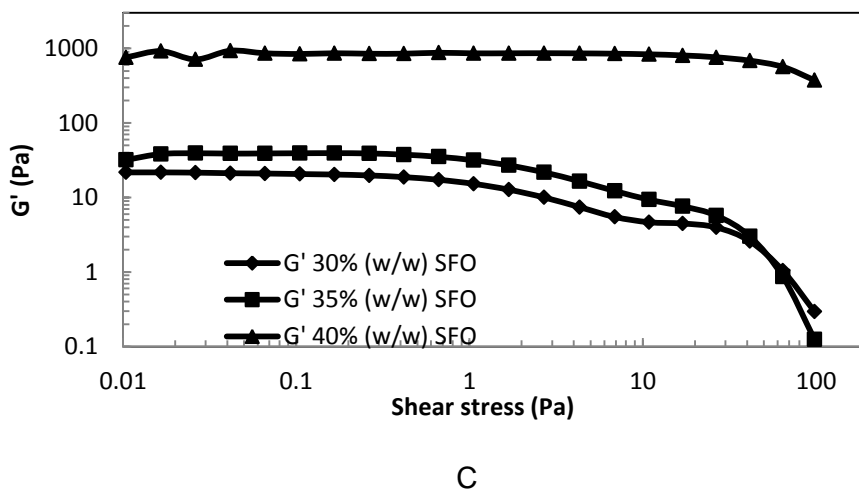 1000
100
10
1
0.1
G' (Pa)
G' 30% (w/w) SFO
G' 35% (w/w) SFO
G' 40% (w/w) SFO
0.01 0.1 1 10 100
Shear stress (Pa)
C